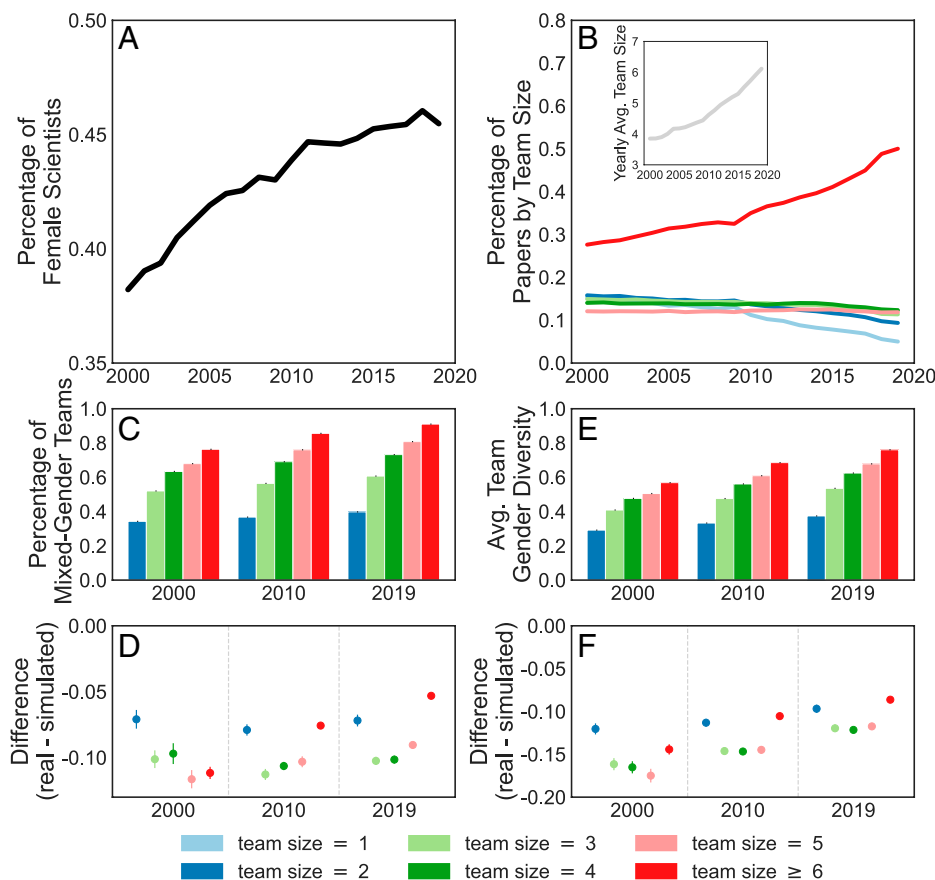 A
Percentage of
Female Scientists
0.50
0.45
0.40
0.35
2000 2005 2010 2015 2020
B
Percentage of
Papers by Team Size
0.8
0.7
0.6
0.5
0.4
0.3
0.2
0.1
0.0
2000 2005 2010 2015 2020
Yearly Avg. Team Size
7
6
5
4
3
2000 2005 2010 2015 2020
C
Percentage of
Mixed-Gender Teams
1.0
0.8
0.6
0.4
0.2
0.0
2000 2010 2019
E
Avg. Team
Gender Diversity
1.0
0.8
0.6
0.4
0.2
0.0
2000 2010 2019
D
Difference
(real - simulated)
0.00
-0.05
-0.10
2000 2010 2019
F
Difference
(real - simulated)
0.00
-0.05
-0.10
-0.15
-0.20
2000 2010 2019
team size = 1
team size = 3
team size = 5
team size = 2
team size = 4
team size ≥ 6